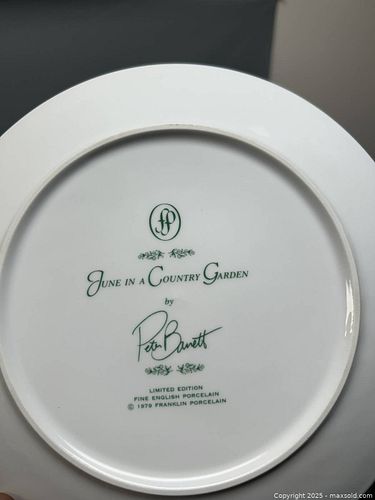 FP
JUNE IN A COUNTRY GARDEN
by
Peter Barrett
LIMITED EDITION
FINE ENGLISH PORCELAIN
© 1979 FRANKLIN PORCELAIN
Copyright 2025 - maxsold.com